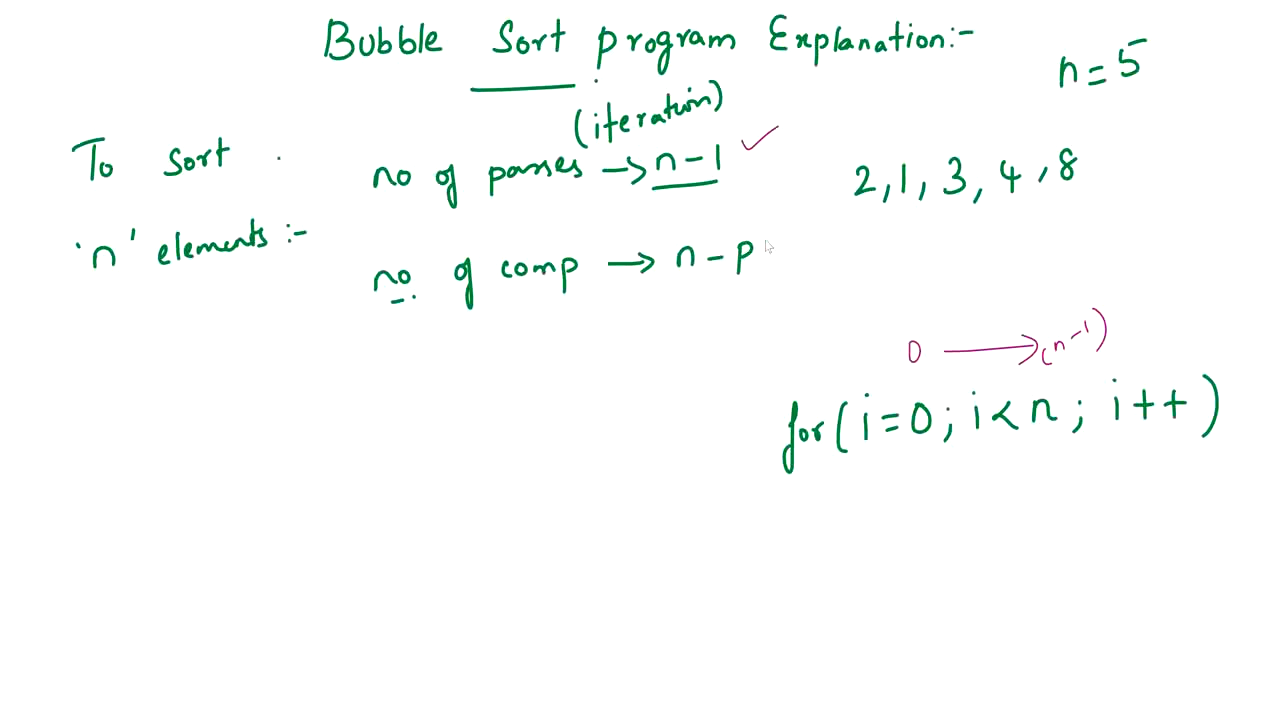 Bubble Sort program Explanation:-
n = 5
(iteration)
To sort
no of passes → n-1 ✓
2, 1, 3, 4, 8
'n' elements :-
no of comp → n - p
0 → (n-1)
for(i=0; i<n; i++)